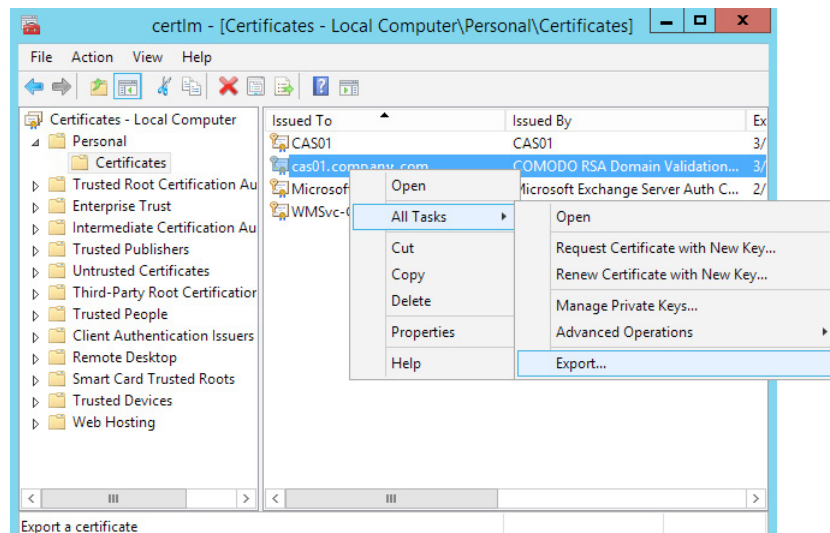 certlm - [Certificates - Local Computer\Personal\Certificates]
File Action View Help
Certificates - Local Computer
Personal
Certificates
Trusted Root Certification Au
Enterprise Trust
Intermediate Certification Au
Trusted Publishers
Untrusted Certificates
Third-Party Root Certification
Trusted People
Client Authentication Issuers
Remote Desktop
Smart Card Trusted Roots
Trusted Devices
Web Hosting
Issued To Issued By Ex
CAS01 CAS01 3/
cas01.company.com COMODO RSA Domain Validation... 3/
Microsof Microsoft Exchange Server Auth C... 2/
WMSvc-
Open
All Tasks
Cut
Copy
Delete
Properties
Help
Open
Request Certificate with New Key...
Renew Certificate with New Key...
Manage Private Keys...
Advanced Operations
Export...
Export a certificate